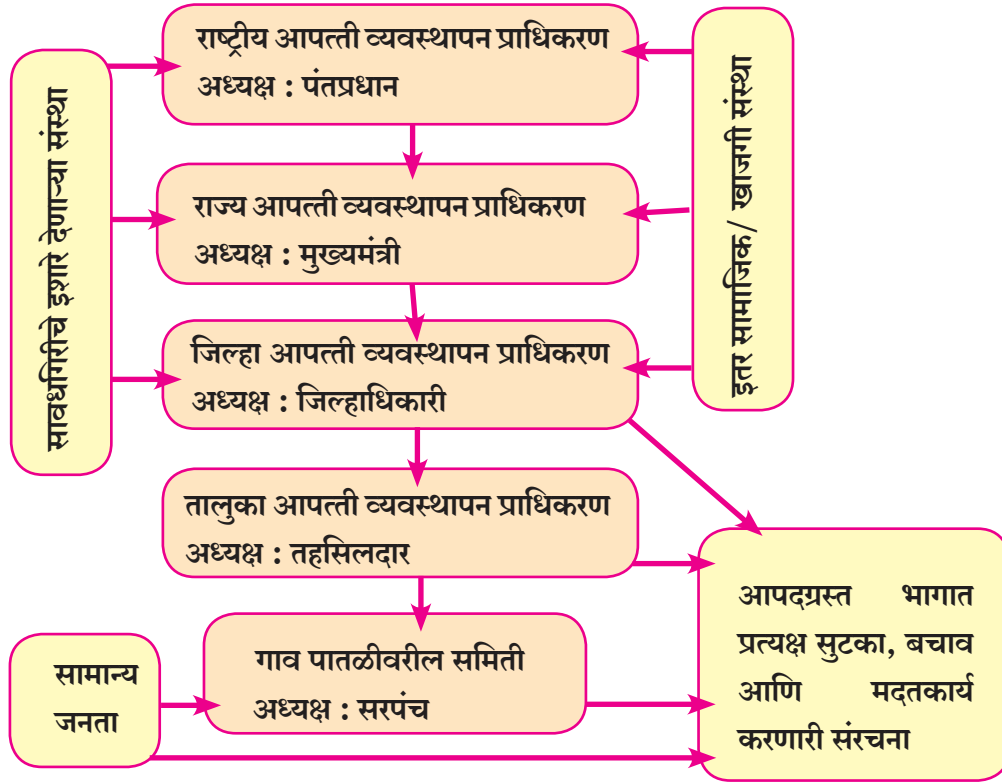 सावधगिरीचे इशारे देणाऱ्या संस्था
राष्ट्रीय आपत्ती व्यवस्थापन प्राधिकरण
अध्यक्ष : पंतप्रधान
इतर सामाजिक/ खाजगी संस्था
राज्य आपत्ती व्यवस्थापन प्राधिकरण
अध्यक्ष : मुख्यमंत्री
जिल्हा आपत्ती व्यवस्थापन प्राधिकरण
अध्यक्ष : जिल्हाधिकारी
तालुका आपत्ती व्यवस्थापन प्राधिकरण
अध्यक्ष : तहसिलदार
गाव पातळीवरील समिती
अध्यक्ष : सरपंच
सामान्य
जनता
आपदग्रस्त भागात
प्रत्यक्ष सुटका, बचाव
आणि मदतकार्य
करणारी संरचना